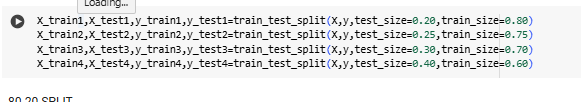 Loading...
X_train1,X_test1,y_train1,y_test1=train_test_split(X,y,test_size=0.20,train_size=0.80)
X_train2,X_test2,y_train2,y_test2=train_test_split(X,y,test_size=0.25,train_size=0.75)
X_train3,X_test3,y_train3,y_test3=train_test_split(X,y,test_size=0.30,train_size=0.70)
X_train4,X_test4,y_train4,y_test4=train_test_split(X,y,test_size=0.40,train_size=0.60)
80 20 SPLIT